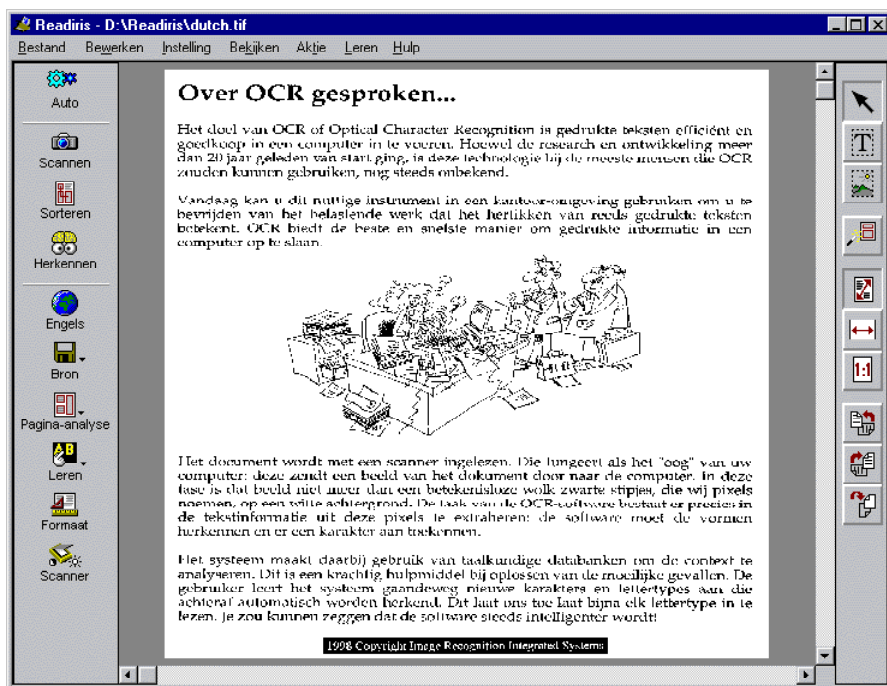 Readiris - D:\Readiris\dutch.tif
Bestand Bewerken Instelling Bekijken Aktie Leren Hulp
Auto
Scannen
Sorteren
Herkennen
Engels
Bron
Pagina-analyse
Leren
Formaat
Scanner
Over OCR gesproken...
Het doel van OCR of Optical Character Recognition is gedrukte teksten efficiënt en
goedkoop in een computer in te voeren. Hoewel de research en ontwikkeling meer
dan 20 jaar geleden van start ging, is deze technologie bij de meeste mensen die OCR
zouden kunnen gebruiken, nog steeds onbekend.
Vandaag kan u dit nuttige instrument in een kantoor-omgeving gebruiken om u te
bevrijden van het belastende werk dat het hertikken van reeds gedrukte teksten
betekent. OCR biedt de beste en snelste manier om gedrukte informatie in een
computer op te slaan.
Het document wordt met een scanner ingelezen. Die fungeert als het "oog" van uw
computer: deze zendt een beeld van het dokument door naar de computer. In deze
fase is dat beeld niet meer dan een betekenisloze wolk zwarte stipjes, die wij pixels
noemen, op een witte achtergrond. De taak van de OCR-software bestaat er precies in
de tekstinformatie uit deze pixels te extraheren: de software moet de vormen
herkennen en er een karakter aan toekennen.
Het systeem maakt daarbij gebruik van taalkundige databanken om de context te
analyseren. Dit is een krachtig hulpmiddel bij oplossen van de moeilijke gevallen. De
gebruiker leert het systeem gaandeweg nieuwe karakters en lettertypes aan die
achteraf automatisch worden herkend. Dit laat ons toe laat bijna elk lettertype in te
lezen. Je zou kunnen zeggen dat de software steeds intelligenter wordt!
1998 Copyright Image Recognition Integrated Systems
T
1:1